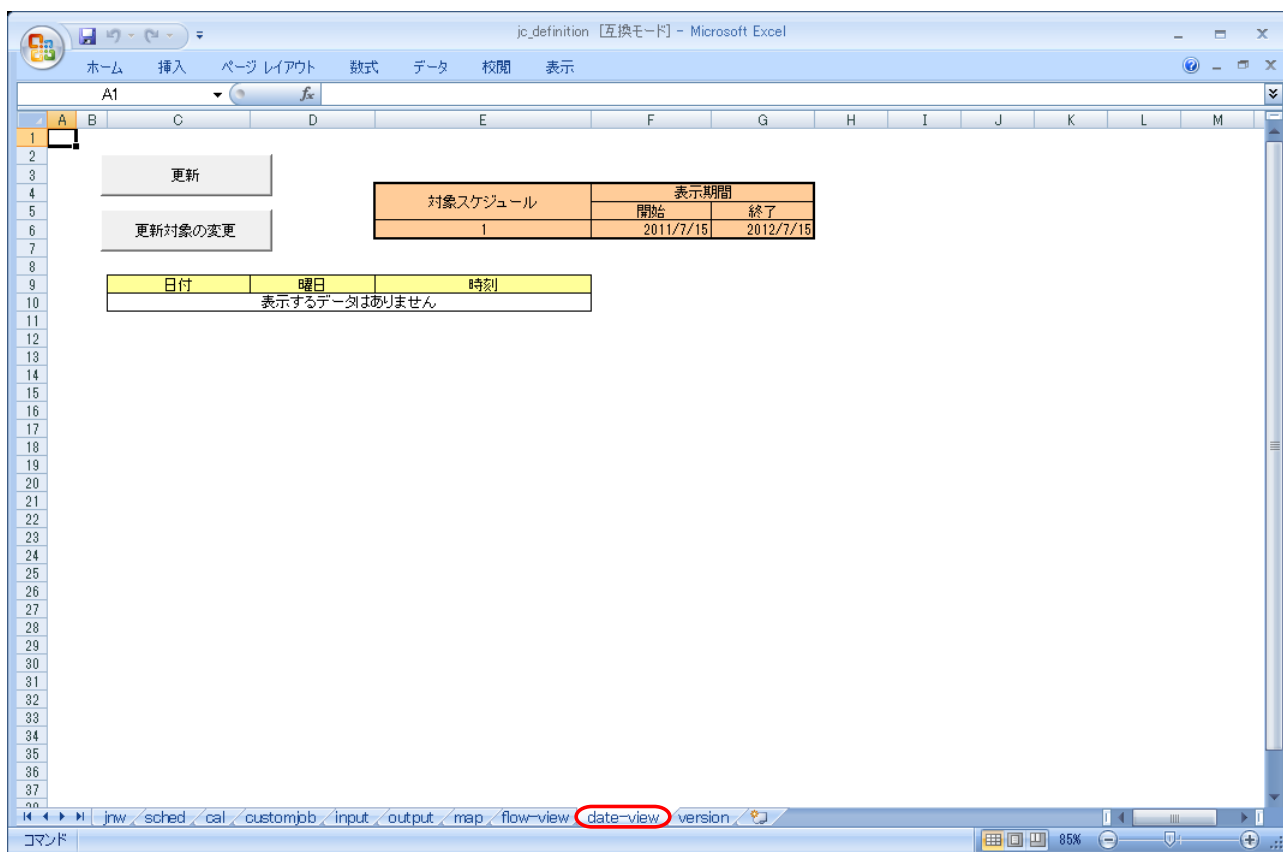 jc_definition [互換モード] - Microsoft Excel
ホーム 挿入 ページ レイアウト 数式 データ 校閲 表示
A1 fx
A B C D E F G H I J K L M
1
2
3 更新
4 対象スケジュール 表示期間
5 開始 終了
6 更新対象の変更 1 2011/7/15 2012/7/15
7
8
9 日付 曜日 時刻
10 表示するデータはありません
11
12
13
14
15
16
17
18
19
20
21
22
23
24
25
26
27
28
29
30
31
32
33
34
35
36
37
38
jnw sched cal customjob input output map flow-view date-view version
コマンド 85%